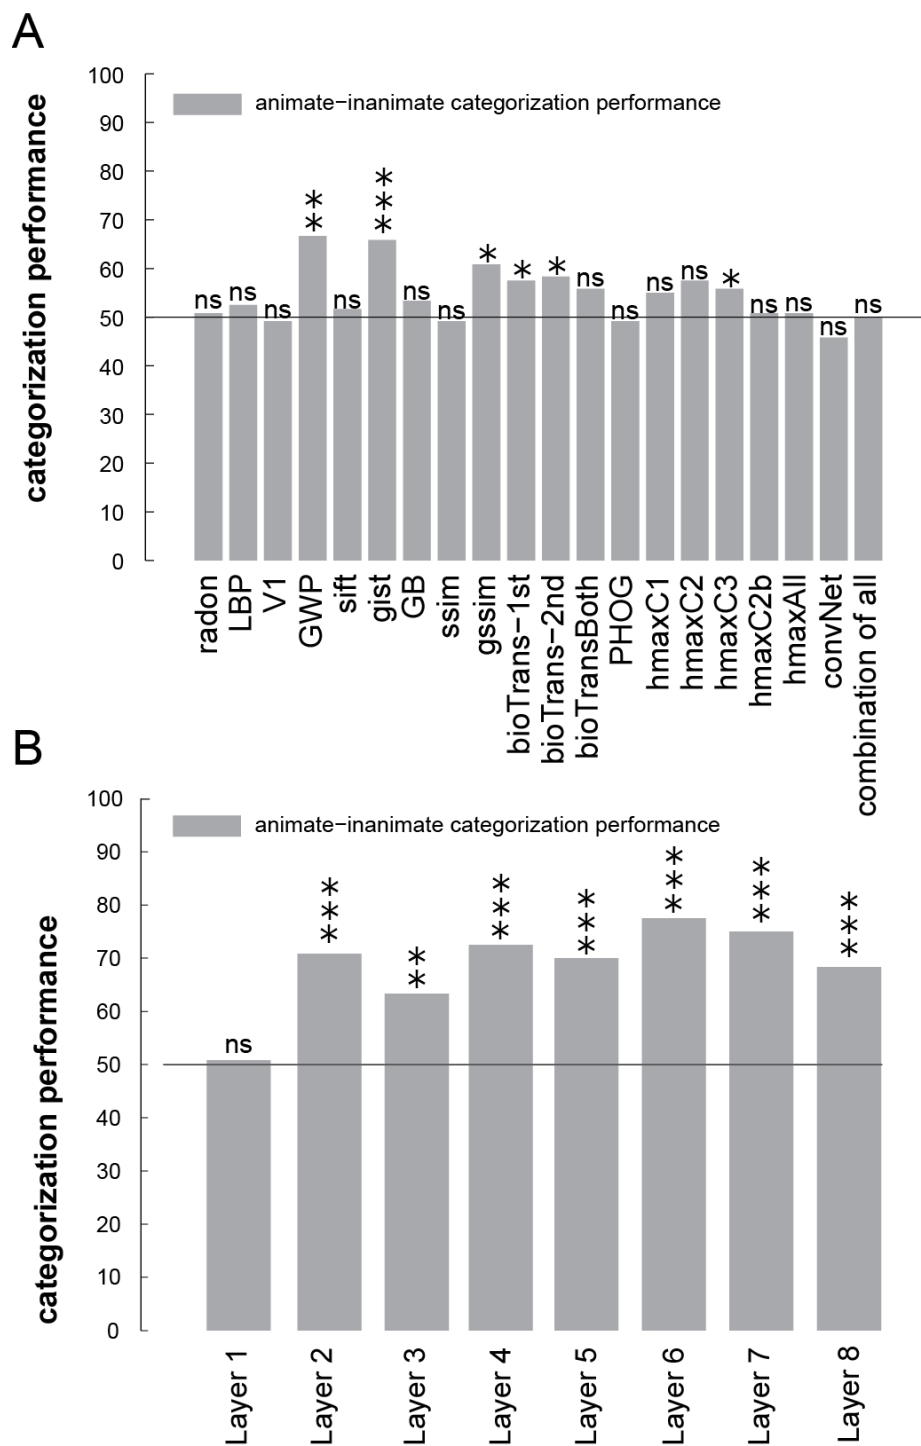 A
categorization performance
100
90
80
70
60
50
40
30
20
10
0
animate−inanimate categorization performance
ns
ns
ns
**
ns
***
ns
ns
*
*
*
ns
ns
ns
ns
*
ns
ns
ns
ns
radon
LBP
V1
GWP
sift
gist
GB
ssim
gssim
bioTrans−1st
bioTrans−2nd
bioTransBoth
PHOG
hmaxC1
hmaxC2
hmaxC3
hmaxC2b
hmaxAll
convNet
combination of all
B
categorization performance
100
90
80
70
60
50
40
30
20
10
0
animate−inanimate categorization performance
ns
***
**
***
***
***
***
***
Layer 1
Layer 2
Layer 3
Layer 4
Layer 5
Layer 6
Layer 7
Layer 8